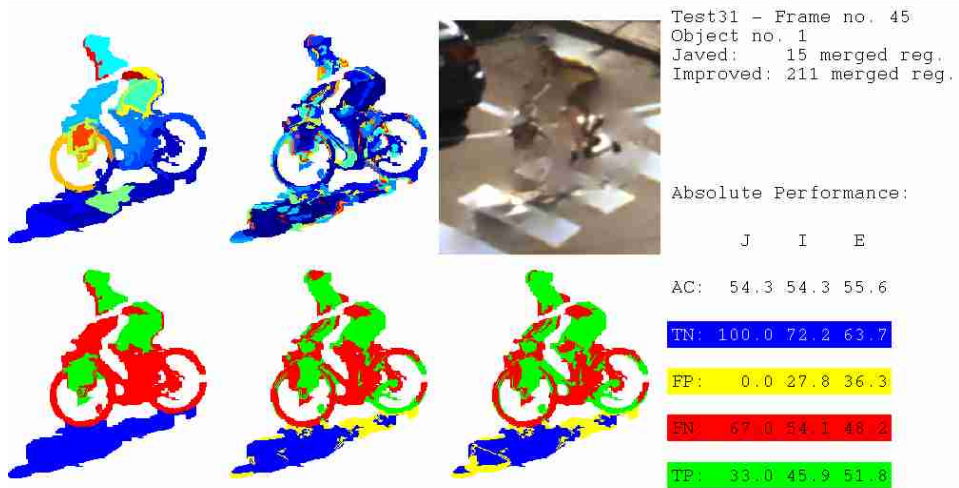 Test31 - Frame no. 45
Object no. 1
Javed: 15 merged reg.
Improved: 211 merged reg.
Absolute Performance:
J I E
AC: 54.3 54.3 55.6
TN: 100.0 72.2 63.7
FP: 0.0 27.8 36.3
FN: 67.0 54.1 48.2
TP: 33.0 45.9 51.8